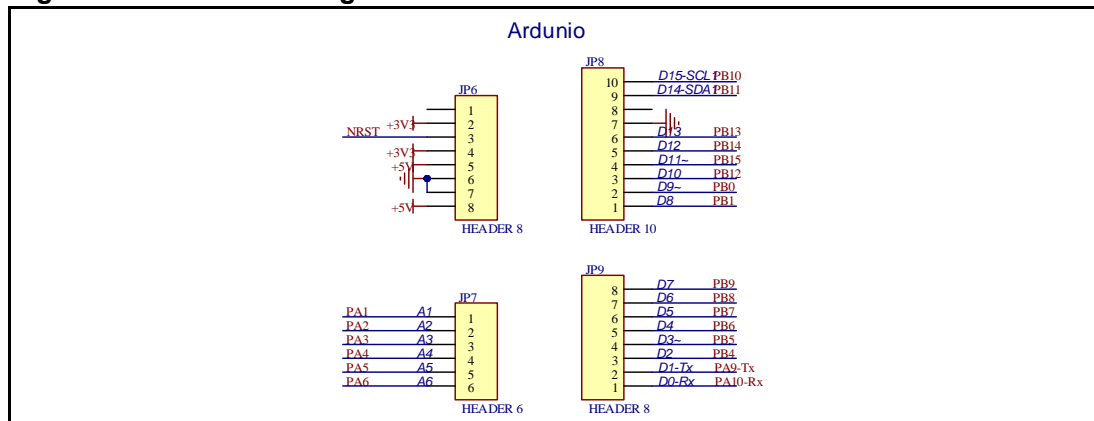 Ardunio
JP6
1
+3V3 2
NRST 3
+3V3 4
+5V 5
6
7
+5V 8
HEADER 8
JP8
10 D15-SCL1 PB10
9 D14-SDA1 PB11
8
7
6 D13 PB13
5 D12 PB14
4 D11~ PB15
3 D10 PB12
2 D9~ PB0
1 D8 PB1
HEADER 10
JP7
PA1 A1 1
PA2 A2 2
PA3 A3 3
PA4 A4 4
PA5 A5 5
PA6 A6 6
HEADER 6
JP9
8 D7 PB9
7 D6 PB8
6 D5 PB7
5 D4 PB6
4 D3~ PB5
3 D2 PB4
2 D1-Tx PA9-Tx
1 D0-Rx PA10-Rx
HEADER 8